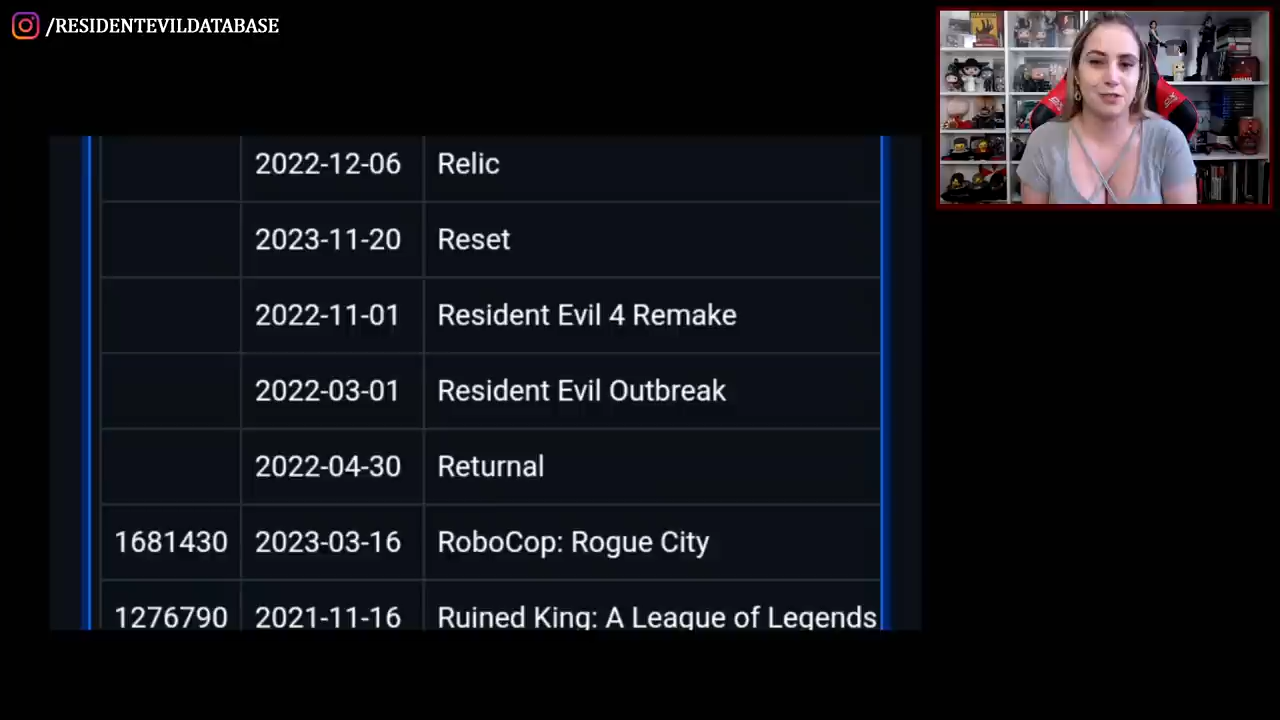 /RESIDENTEVILDATABASE
2022-12-06 Relic
2023-11-20 Reset
2022-11-01 Resident Evil 4 Remake
2022-03-01 Resident Evil Outbreak
2022-04-30 Returnal
1681430 2023-03-16 RoboCop: Rogue City
1276790 2021-11-16 Ruined King: A League of Legends